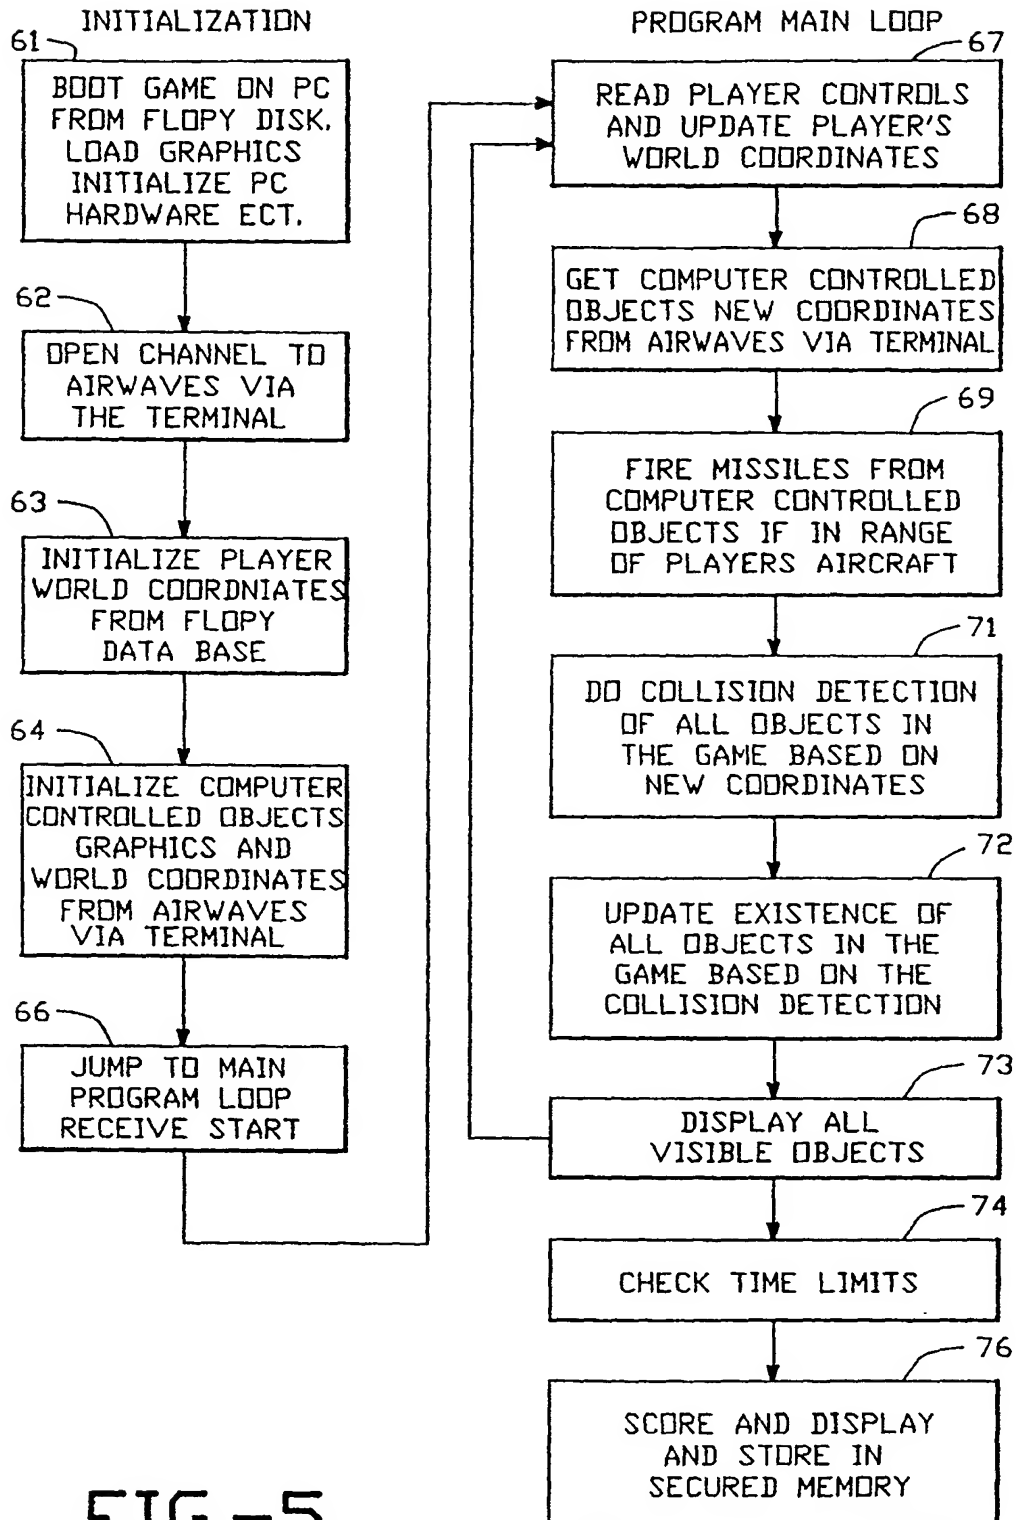 INITIALIZATION
61
BOOT GAME ON PC
FROM FLOPY DISK.
LOAD GRAPHICS
INITIALIZE PC
HARDWARE ECT.
62
OPEN CHANNEL TO
AIRWAVES VIA
THE TERMINAL
63
INITIALIZE PLAYER
WORLD COORDNIATES
FROM FLOPY
DATA BASE
64
INITIALIZE COMPUTER
CONTROLLED OBJECTS
GRAPHICS AND
WORLD COORDINATES
FROM AIRWAVES
VIA TERMINAL
66
JUMP TO MAIN
PROGRAM LOOP
RECEIVE START
PROGRAM MAIN LOOP
67
READ PLAYER CONTROLS
AND UPDATE PLAYER'S
WORLD COORDINATES
68
GET COMPUTER CONTROLLED
OBJECTS NEW COORDINATES
FROM AIRWAVES VIA TERMINAL
69
FIRE MISSILES FROM
COMPUTER CONTROLLED
OBJECTS IF IN RANGE
OF PLAYERS AIRCRAFT
71
DO COLLISION DETECTION
OF ALL OBJECTS IN
THE GAME BASED ON
NEW COORDINATES
72
UPDATE EXISTENCE OF
ALL OBJECTS IN THE
GAME BASED ON THE
COLLISION DETECTION
73
DISPLAY ALL
VISIBLE OBJECTS
74
CHECK TIME LIMITS
76
SCORE AND DISPLAY
AND STORE IN
SECURED MEMORY
FIG.-5